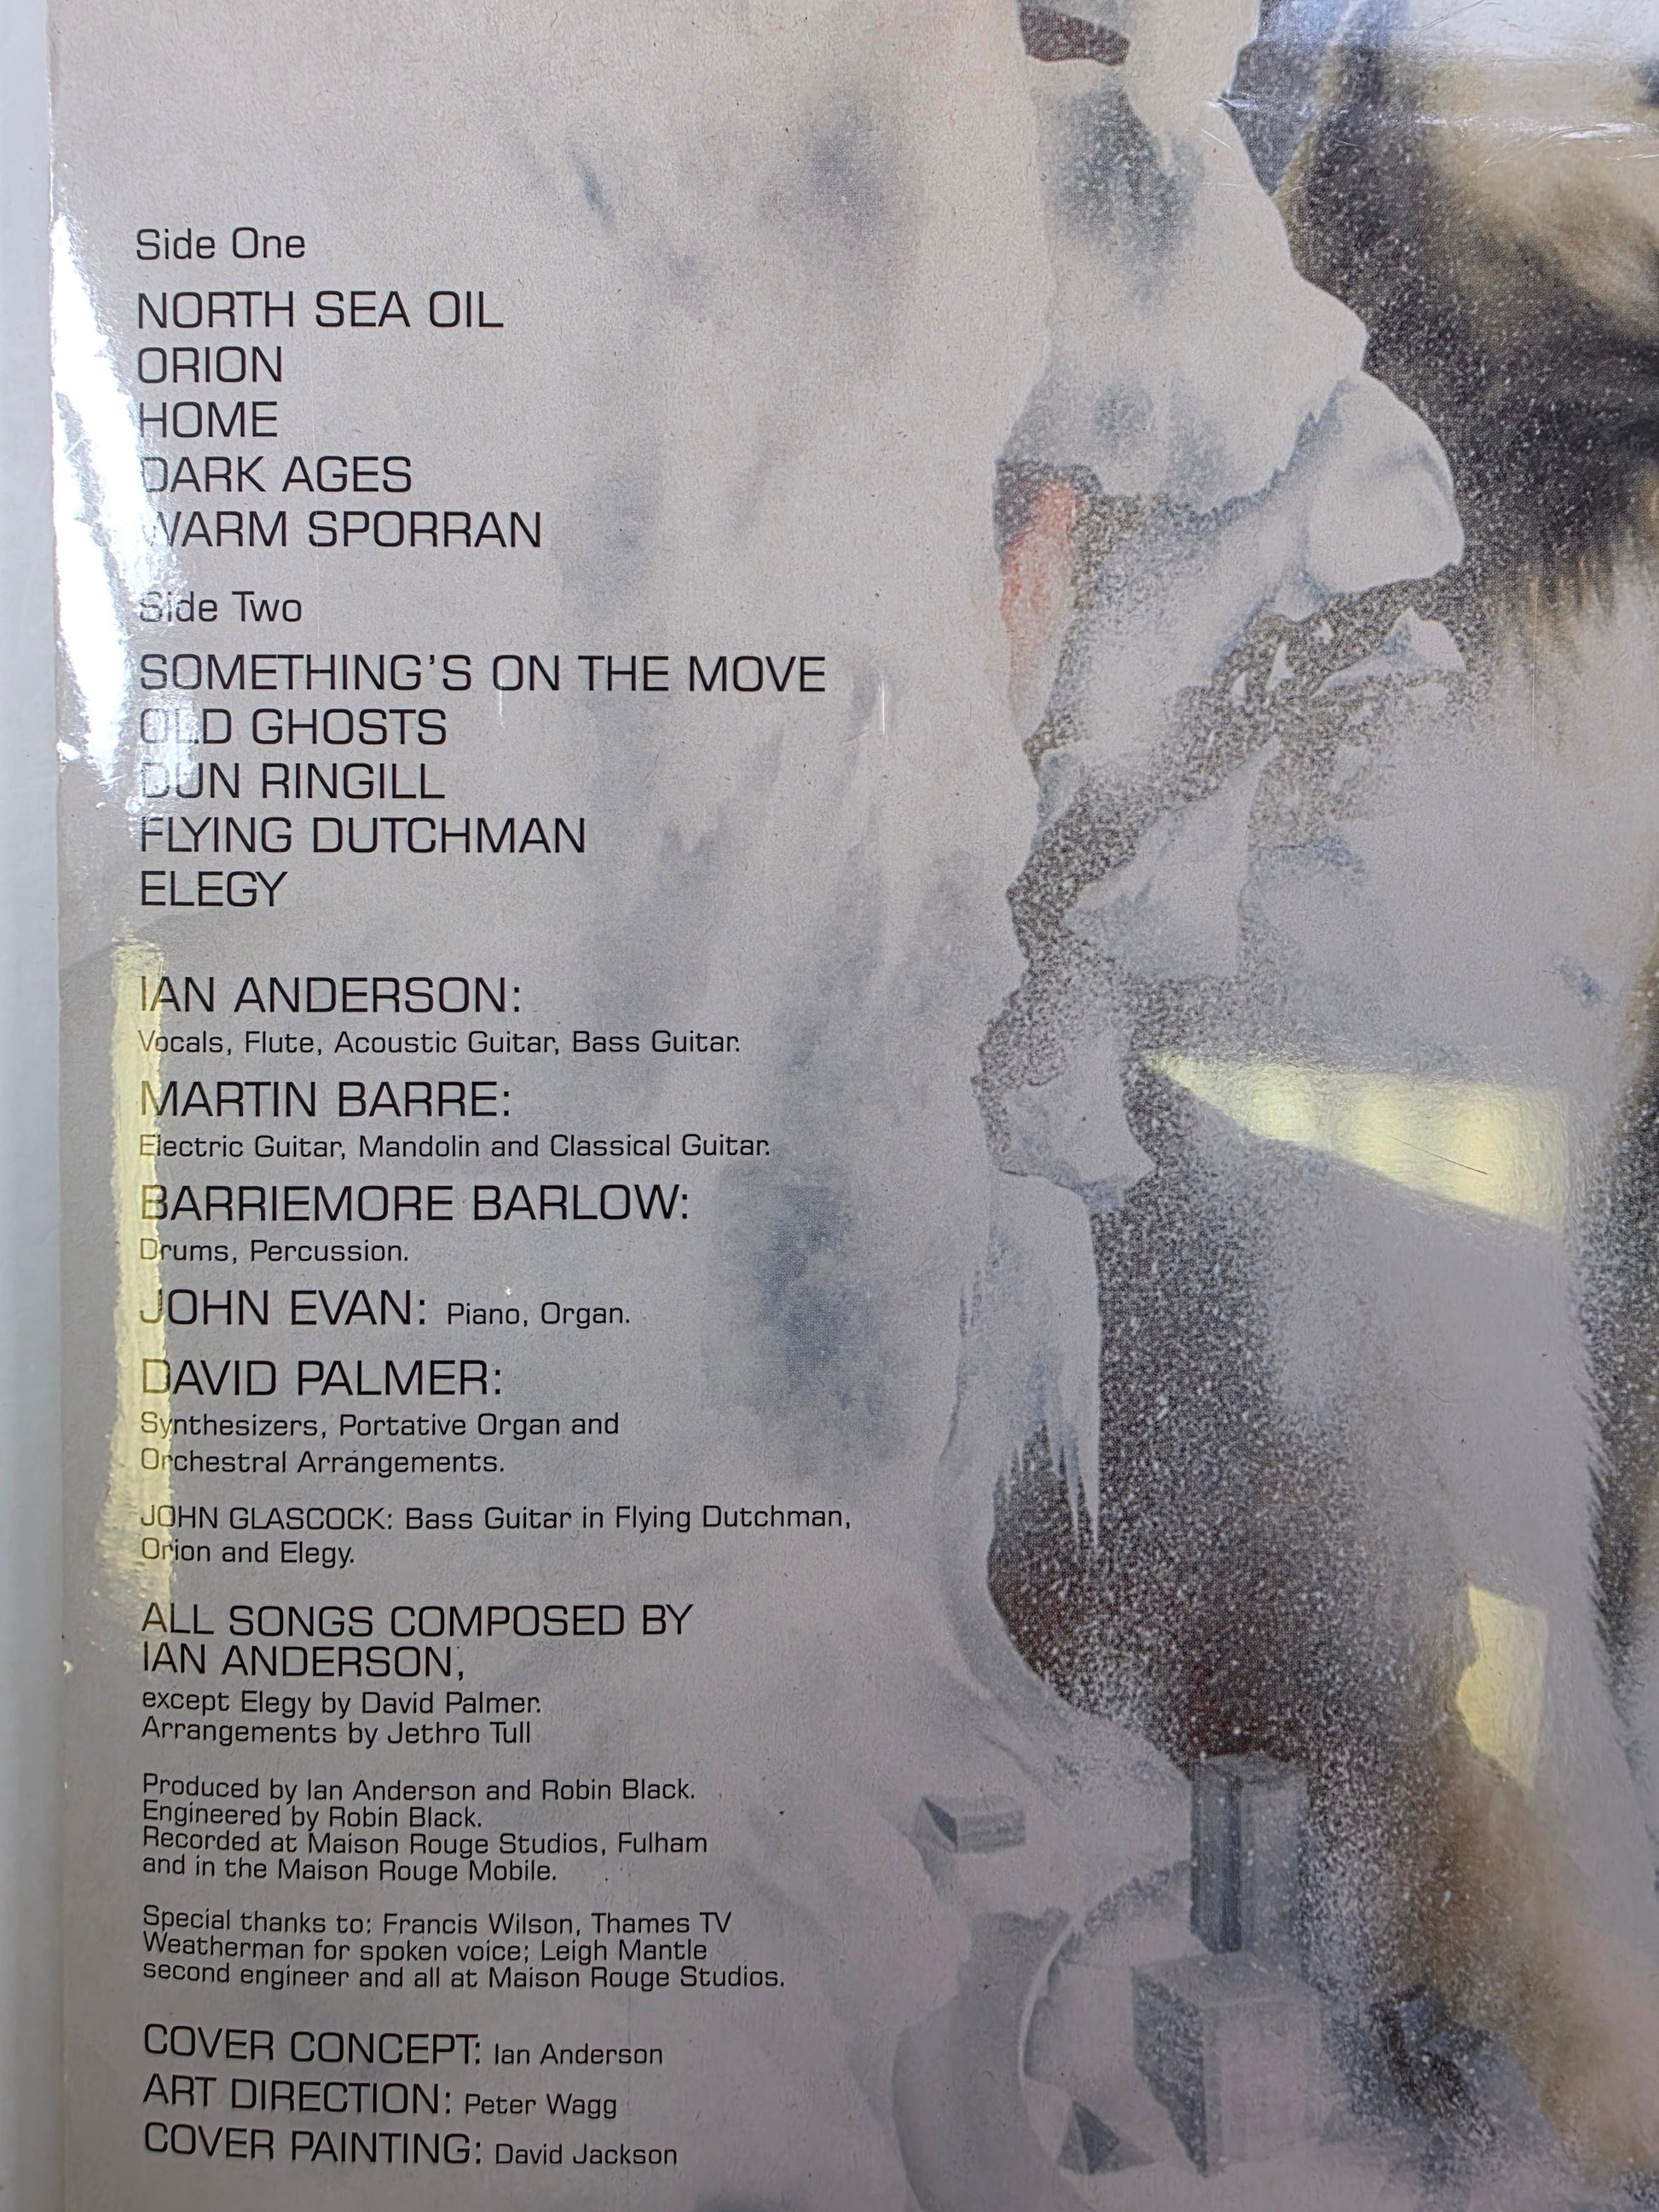 Side One
NORTH SEA OIL
ORION
HOME
DARK AGES
WARM SPORRAN
Side Two
SOMETHING'S ON THE MOVE
OLD GHOSTS
DUN RINGILL
FLYING DUTCHMAN
ELEGY
IAN ANDERSON:
Vocals, Flute, Acoustic Guitar, Bass Guitar.
MARTIN BARRE:
Electric Guitar, Mandolin and Classical Guitar.
BARRIEMORE BARLOW:
Drums, Percussion.
JOHN EVAN: Piano, Organ.
DAVID PALMER:
Synthesizers, Portative Organ and
Orchestral Arrangements.
JOHN GLASCOCK: Bass Guitar in Flying Dutchman,
Orion and Elegy.
ALL SONGS COMPOSED BY
IAN ANDERSON,
except Elegy by David Palmer.
Arrangements by Jethro Tull
Produced by Ian Anderson and Robin Black.
Engineered by Robin Black.
Recorded at Maison Rouge Studios, Fulham
and in the Maison Rouge Mobile.
Special thanks to: Francis Wilson, Thames TV
Weatherman for spoken voice; Leigh Mantle
second engineer and all at Maison Rouge Studios.
COVER CONCEPT: Ian Anderson
ART DIRECTION: Peter Wagg
COVER PAINTING: David Jackson